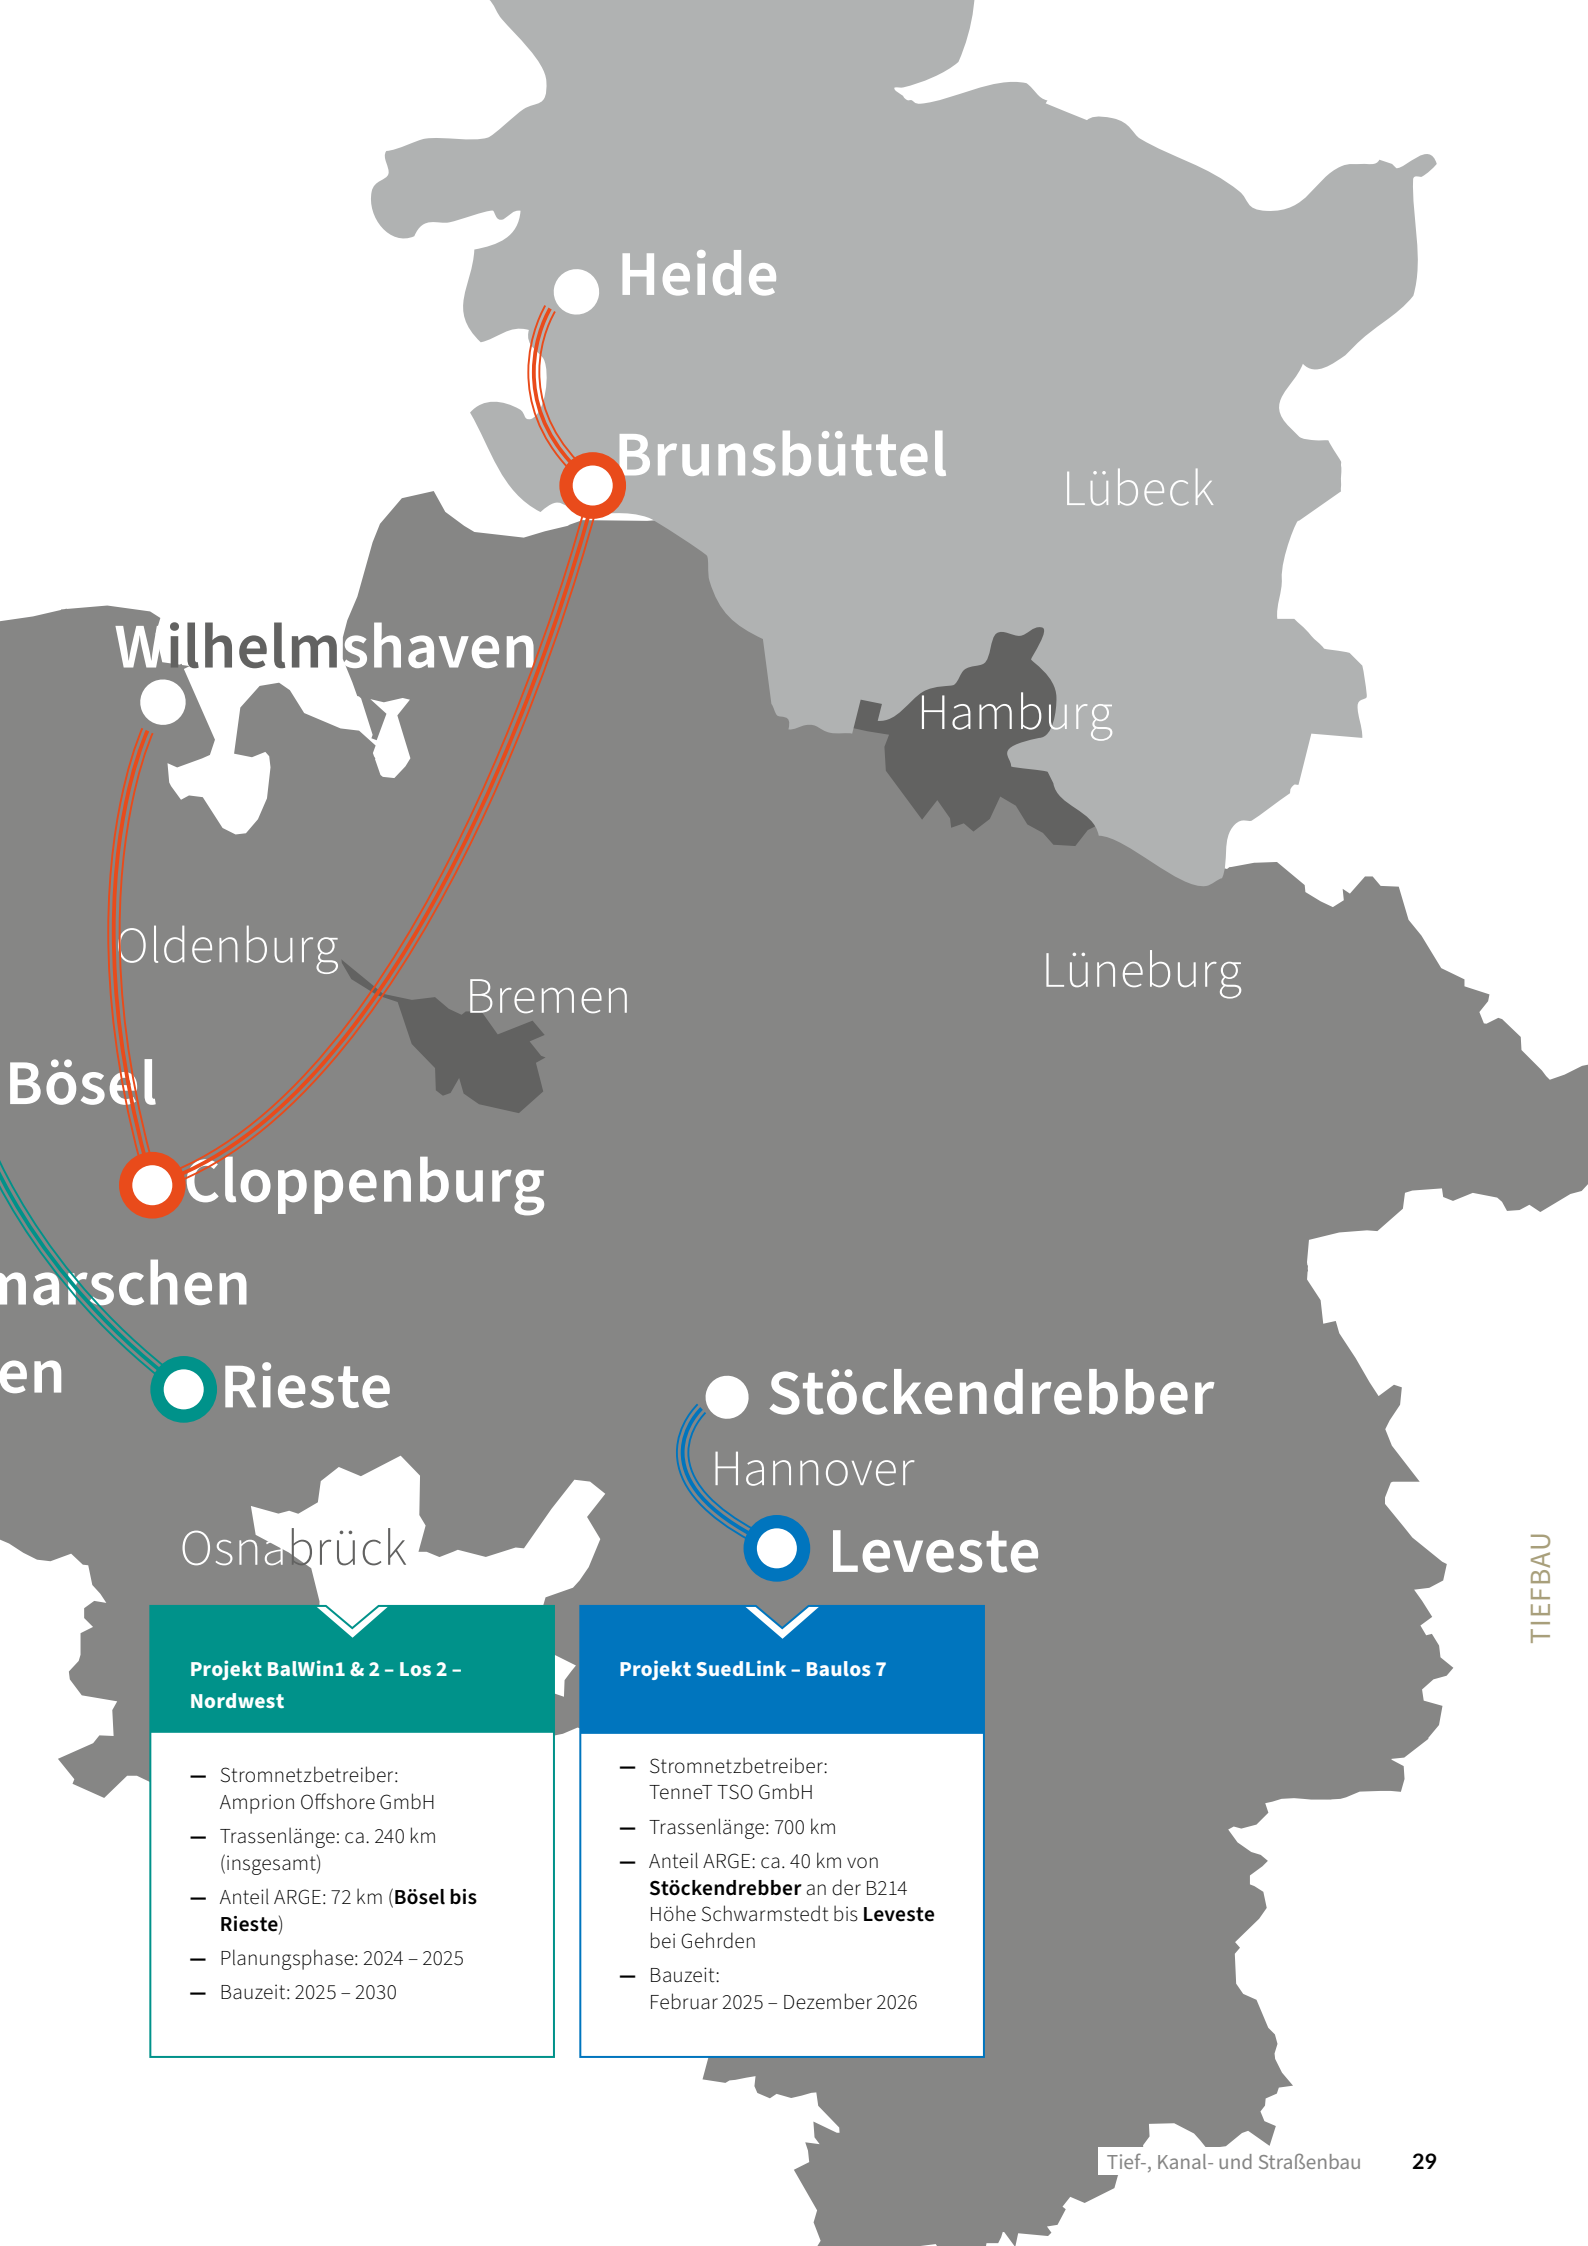 Heide
Brunsbüttel
Lübeck
Wilhelmshaven
Hamburg
Oldenburg
Bremen
Lüneburg
Bösel
Cloppenburg
marschen
en
Rieste
Stöckendrebber
Hannover
Osnabrück
Leveste
TIEFBAU
Projekt BalWin1 & 2 – Los 2 –
Nordwest
— Stromnetzbetreiber:
Amprion Offshore GmbH
— Trassenlänge: ca. 240 km
(insgesamt)
— Anteil ARGE: 72 km (Bösel bis
Rieste)
— Planungsphase: 2024 – 2025
— Bauzeit: 2025 – 2030
Projekt SuedLink – Baulos 7
— Stromnetzbetreiber:
TenneT TSO GmbH
— Trassenlänge: 700 km
— Anteil ARGE: ca. 40 km von
Stöckendrebber an der B214
Höhe Schwarmstedt bis Leveste
bei Gehrden
— Bauzeit:
Februar 2025 – Dezember 2026
Tief-, Kanal- und Straßenbau 29